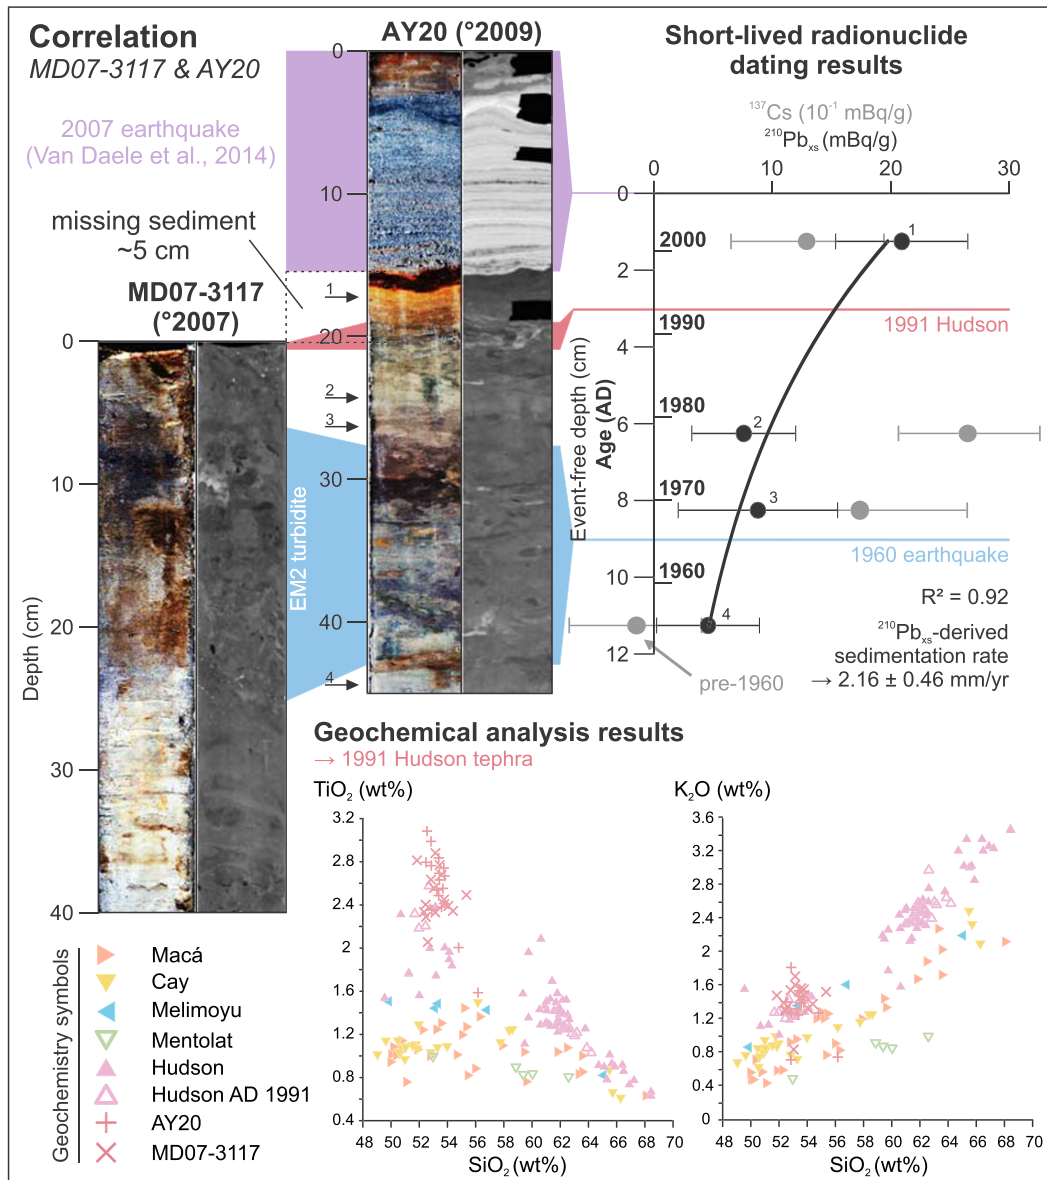 Correlation
MD07-3117 & AY20
2007 earthquake
(Van Daele et al., 2014)
missing sediment
~5 cm
MD07-3117
(°2007)
0
10
20
30
40
Depth (cm)
AY20 (°2009)
0
10
20
30
40
1
2
3
4
EM2 turbidite
Short-lived radionuclide
dating results
¹³⁷Cs (10⁻¹ mBq/g)
²¹⁰Pbₓₛ (mBq/g)
0 10 20 30
0
2
4
6
8
10
12
Event-free depth (cm)
Age (AD)
2000
1990
1980
1970
1960
1
2
3
4
1991 Hudson
1960 earthquake
pre-1960
R² = 0.92
²¹⁰Pbₓₛ-derived
sedimentation rate
→ 2.16 ± 0.46 mm/yr
Geochemical analysis results
→ 1991 Hudson tephra
TiO₂ (wt%)
3.2
2.8
2.4
2
1.6
1.2
0.8
0.4
48 50 52 54 56 58 60 62 64 66 68 70
SiO₂ (wt%)
K₂O (wt%)
3.6
3.2
2.8
2.4
2
1.6
1.2
0.8
0.4
0
48 50 52 54 56 58 60 62 64 66 68 70
SiO₂ (wt%)
Geochemistry symbols
Macá
Cay
Melimoyu
Mentolat
Hudson
Hudson AD 1991
AY20
MD07-3117